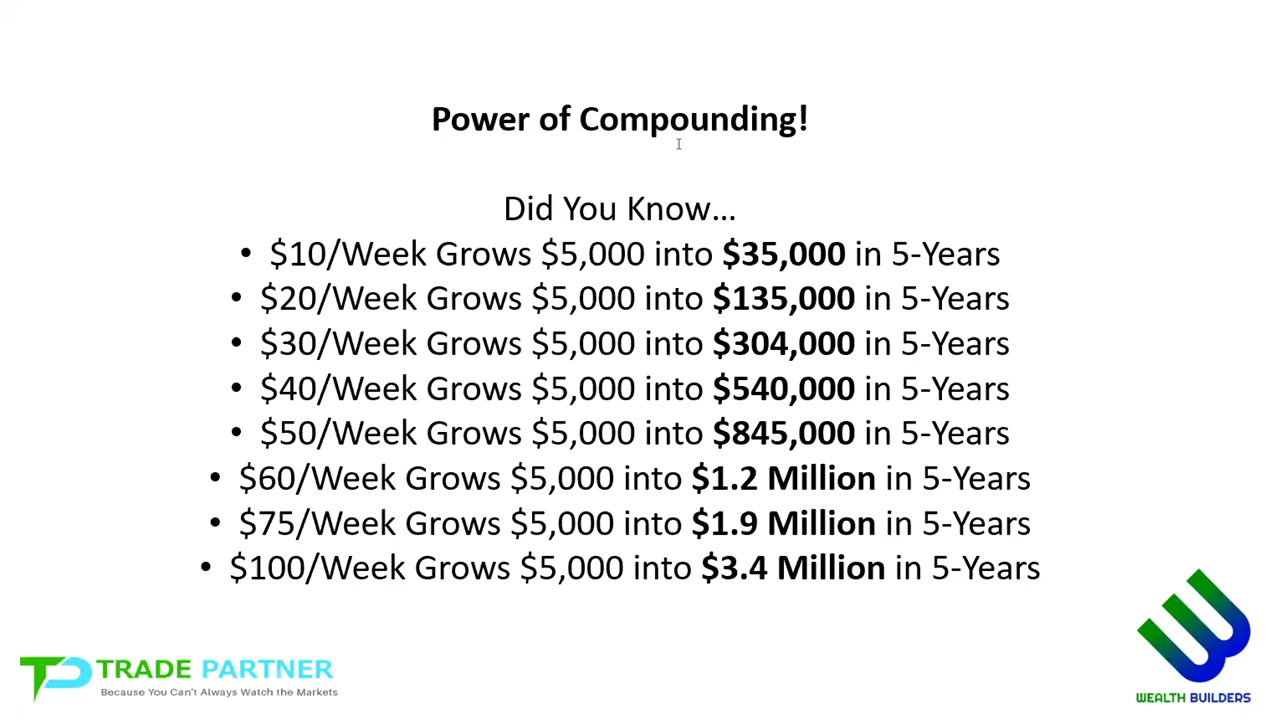 Power of Compounding!
Did You Know...
• $10/Week Grows $5,000 into $35,000 in 5-Years
• $20/Week Grows $5,000 into $135,000 in 5-Years
• $30/Week Grows $5,000 into $304,000 in 5-Years
• $40/Week Grows $5,000 into $540,000 in 5-Years
• $50/Week Grows $5,000 into $845,000 in 5-Years
• $60/Week Grows $5,000 into $1.2 Million in 5-Years
• $75/Week Grows $5,000 into $1.9 Million in 5-Years
• $100/Week Grows $5,000 into $3.4 Million in 5-Years
TRADE PARTNER
Because You Can't Always Watch the Markets
WEALTH BUILDERS